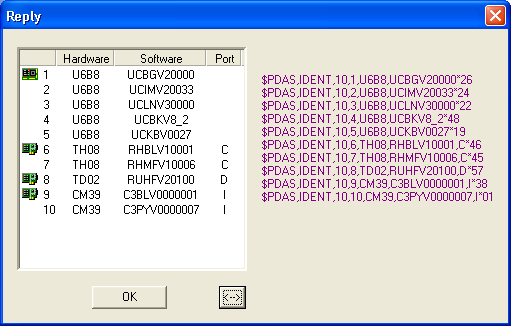 Reply
Hardware Software Port
1 U6B8 UCBGV20000
2 U6B8 UCIMV20033
3 U6B8 UCLNV30000
4 U6B8 UCBKV8_2
5 U6B8 UCKBV0027
6 TH08 RHBLV10001 C
7 TH08 RHMFV10006 C
8 TD02 RUHFV20100 D
9 CM39 C3BLV0000001 I
10 CM39 C3PYV0000007 I
$PDAS,IDENT,10,1,U6B8,UCBGV20000*26
$PDAS,IDENT,10,2,U6B8,UCIMV20033*24
$PDAS,IDENT,10,3,U6B8,UCLNV30000*22
$PDAS,IDENT,10,4,U6B8,UCBKV8_2*48
$PDAS,IDENT,10,5,U6B8,UCKBV0027*19
$PDAS,IDENT,10,6,TH08,RHBLV10001,C*46
$PDAS,IDENT,10,7,TH08,RHMFV10006,C*45
$PDAS,IDENT,10,8,TD02,RUHFV20100,D*57
$PDAS,IDENT,10,9,CM39,C3BLV0000001,I*38
$PDAS,IDENT,10,10,CM39,C3PYV0000007,I*01
OK <-->